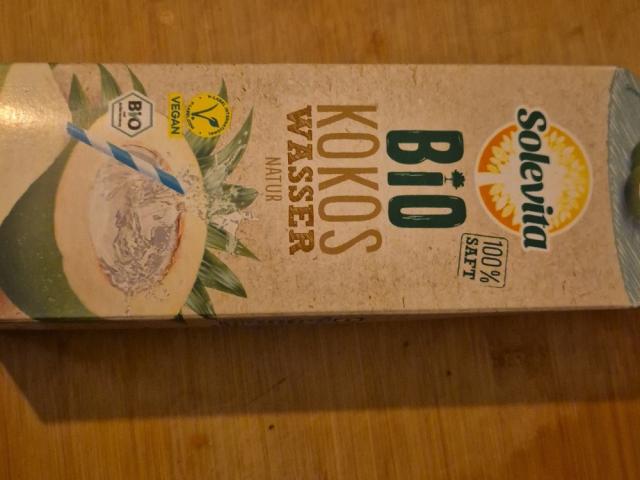 Solevita
100%
SAFT
BIO
KOKOS
WASSER
NATUR
VEGAN
BIO